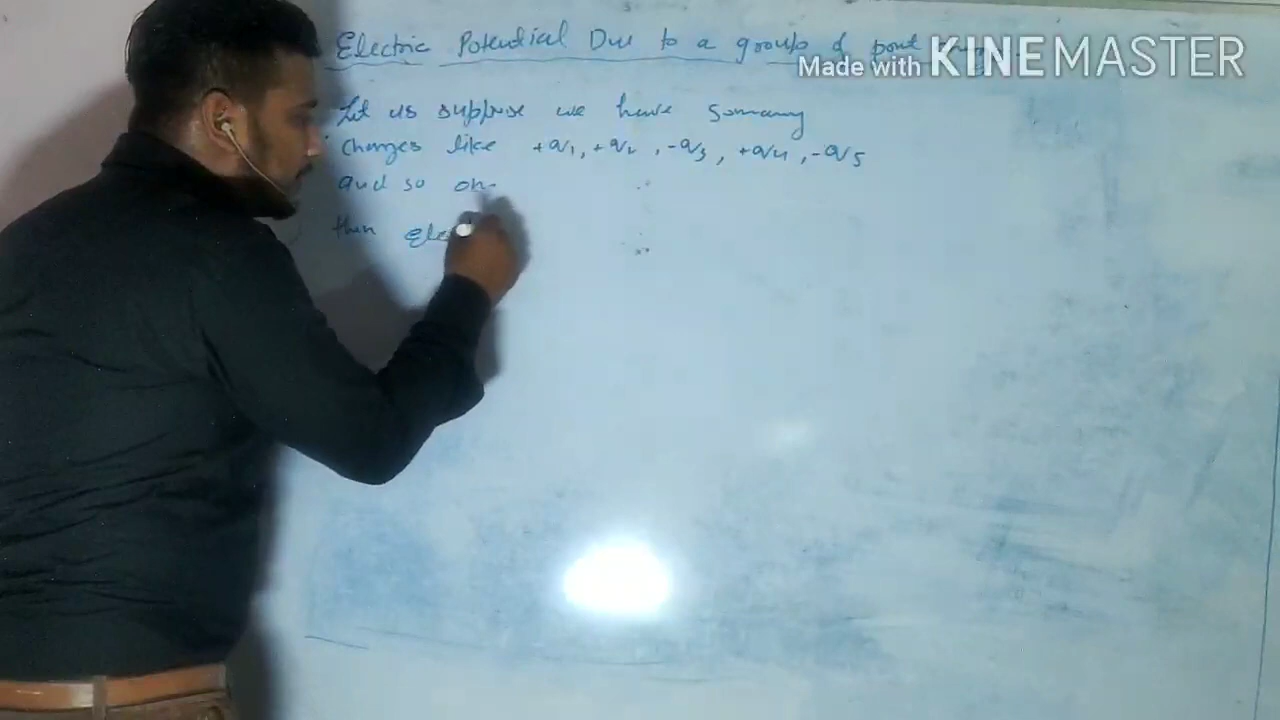 Electric Potential Due to a group of point
Made with KINEMASTER
Let us suppose we have somany
charges like +q1, +q2, -q3, +q4, -q5
and so on
then Ele